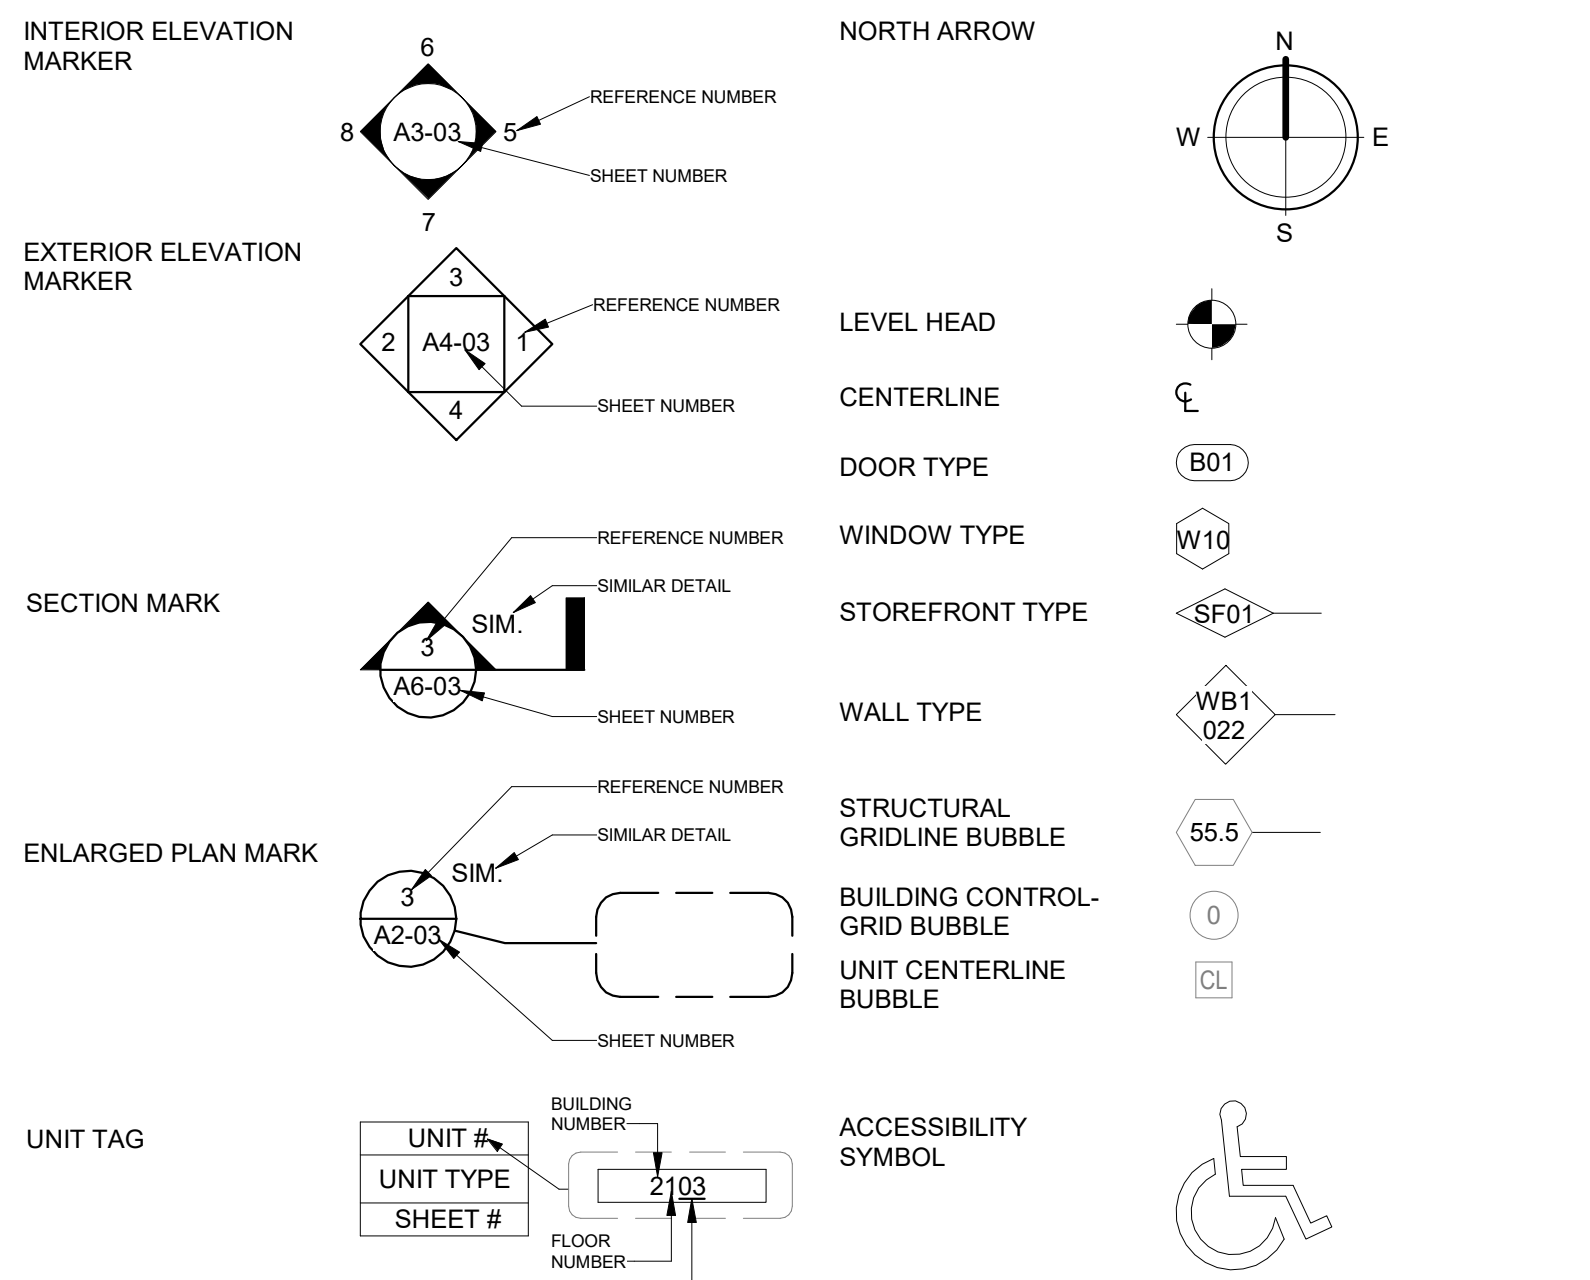 INTERIOR ELEVATION
MARKER
6
8
A3-03
5
7
REFERENCE NUMBER
SHEET NUMBER
EXTERIOR ELEVATION
MARKER
3
2
A4-03
1
4
REFERENCE NUMBER
SHEET NUMBER
SECTION MARK
REFERENCE NUMBER
SIMILAR DETAIL
SIM.
3
A6-03
SHEET NUMBER
ENLARGED PLAN MARK
REFERENCE NUMBER
SIMILAR DETAIL
SIM.
3
A2-03
SHEET NUMBER
UNIT TAG
UNIT #
UNIT TYPE
SHEET #
BUILDING
NUMBER
2103
FLOOR
NUMBER
NORTH ARROW
N
W
E
S
LEVEL HEAD
CENTERLINE
℄
DOOR TYPE
B01
WINDOW TYPE
W10
STOREFRONT TYPE
SF01
WALL TYPE
WB1
022
STRUCTURAL
GRIDLINE BUBBLE
55.5
BUILDING CONTROL-
GRID BUBBLE
0
UNIT CENTERLINE
BUBBLE
CL
ACCESSIBILITY
SYMBOL